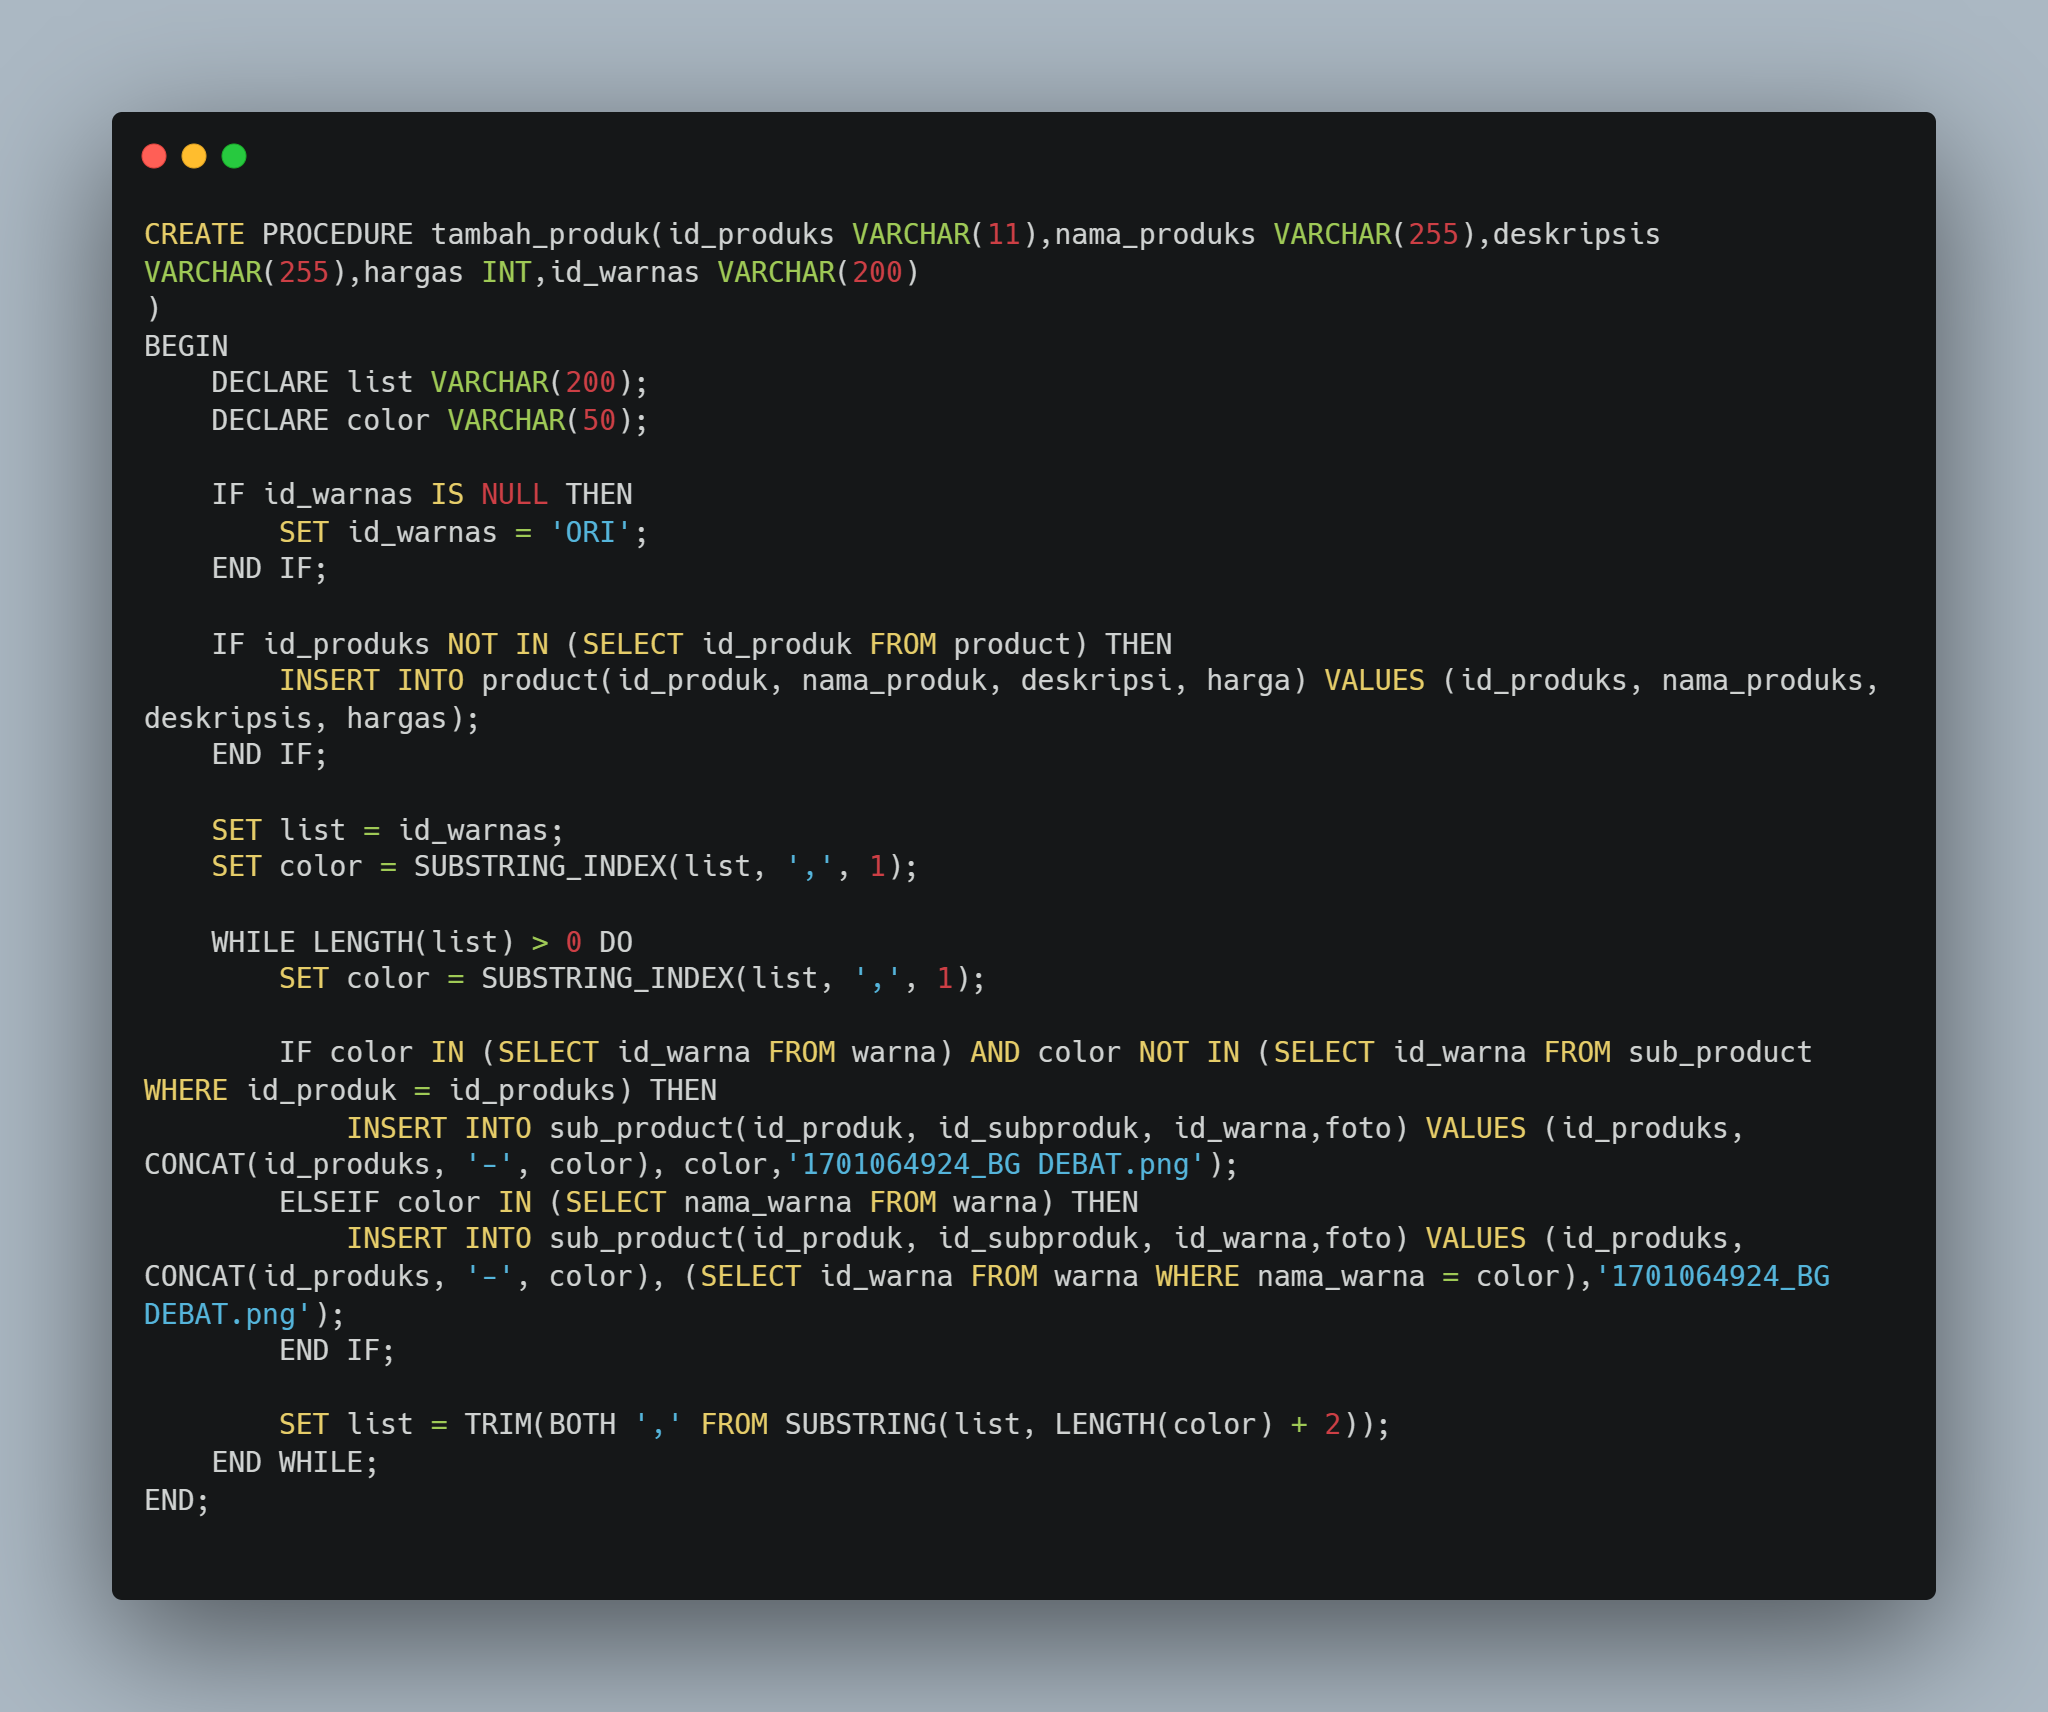 CREATE PROCEDURE tambah_produk(id_produks VARCHAR(11),nama_produks VARCHAR(255),deskripsis
VARCHAR(255),hargas INT,id_warnas VARCHAR(200)
)
BEGIN
    DECLARE list VARCHAR(200);
    DECLARE color VARCHAR(50);

    IF id_warnas IS NULL THEN
        SET id_warnas = 'ORI';
    END IF;

    IF id_produks NOT IN (SELECT id_produk FROM product) THEN
        INSERT INTO product(id_produk, nama_produk, deskripsi, harga) VALUES (id_produks, nama_produks,
deskripsis, hargas);
    END IF;

    SET list = id_warnas;
    SET color = SUBSTRING_INDEX(list, ',', 1);

    WHILE LENGTH(list) > 0 DO
        SET color = SUBSTRING_INDEX(list, ',', 1);

        IF color IN (SELECT id_warna FROM warna) AND color NOT IN (SELECT id_warna FROM sub_product
WHERE id_produk = id_produks) THEN
            INSERT INTO sub_product(id_produk, id_subproduk, id_warna,foto) VALUES (id_produks,
CONCAT(id_produks, '-', color), color,'1701064924_BG DEBAT.png');
        ELSEIF color IN (SELECT nama_warna FROM warna) THEN
            INSERT INTO sub_product(id_produk, id_subproduk, id_warna,foto) VALUES (id_produks,
CONCAT(id_produks, '-', color), (SELECT id_warna FROM warna WHERE nama_warna = color),'1701064924_BG
DEBAT.png');
        END IF;

        SET list = TRIM(BOTH ',' FROM SUBSTRING(list, LENGTH(color) + 2));
    END WHILE;
END;